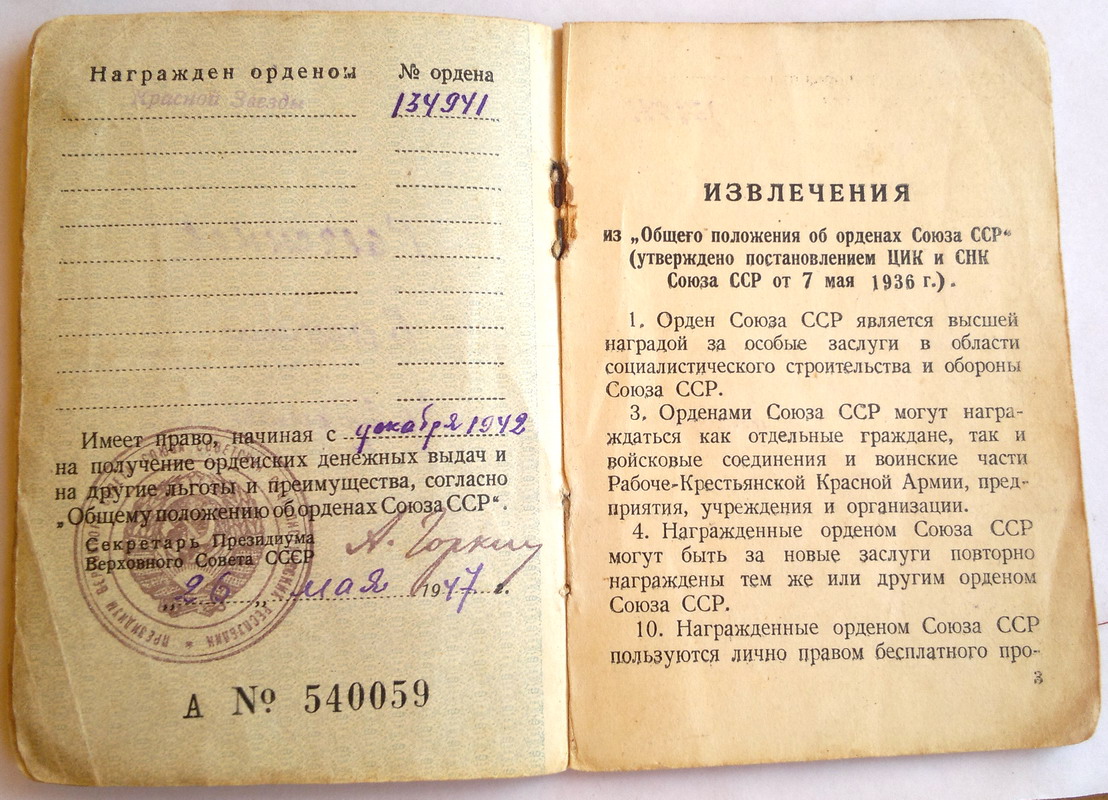 Награжден орденом № ордена
Красной Звезды 134941
Имеет право, начиная с декабря 1942
на получение орденских денежных выдач и
на другие льготы и преимущества, согласно
„Общему положению об орденах Союза ССР“.
Секретарь Президиума
Верховного Совета СССР
А. Горкин
„26„ мая 1947 г.
А № 540059
ИЗВЛЕЧЕНИЯ
из „Общего положения об орденах Союза ССР“
(утверждено постановлением ЦИК и СНК
Союза ССР от 7 мая 1936 г.).
1. Орден Союза ССР является высшей
наградой за особые заслуги в области
социалистического строительства и обороны
Союза ССР.
3. Орденами Союза ССР могут награ-
ждаться как отдельные граждане, так и
войсковые соединения и воинские части
Рабоче-Крестьянской Красной Армии, пред-
приятия, учреждения и организации.
4. Награжденные орденом Союза ССР
могут быть за новые заслуги повторно
награждены тем же или другим орденом
Союза ССР.
10. Награжденные орденом Союза ССР
пользуются лично правом бесплатного про-
3